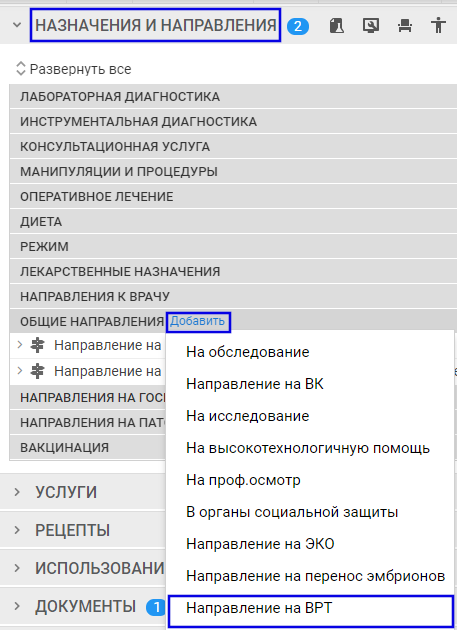 НАЗНАЧЕНИЯ И НАПРАВЛЕНИЯ 2
Развернуть все
ЛАБОРАТОРНАЯ ДИАГНОСТИКА
ИНСТРУМЕНТАЛЬНАЯ ДИАГНОСТИКА
КОНСУЛЬТАЦИОННАЯ УСЛУГА
МАНИПУЛЯЦИИ И ПРОЦЕДУРЫ
ОПЕРАТИВНОЕ ЛЕЧЕНИЕ
ДИЕТА
РЕЖИМ
ЛЕКАРСТВЕННЫЕ НАЗНАЧЕНИЯ
НАПРАВЛЕНИЯ К ВРАЧУ
ОБЩИЕ НАПРАВЛЕНИЯ Добавить
Направление на
Направление на
НАПРАВЛЕНИЯ НА
НАПРАВЛЕНИЯ НА
ВАКЦИНАЦИЯ
УСЛУГИ
РЕЦЕПТЫ
ИСПОЛЬЗОВАНИ
ДОКУМЕНТЫ 1
На обследование
Направление на ВК
На исследование
На высокотехнологичную помощь
На проф.осмотр
В органы социальной защиты
Направление на ЭКО
Направление на перенос эмбрионов
Направление на ВРТ